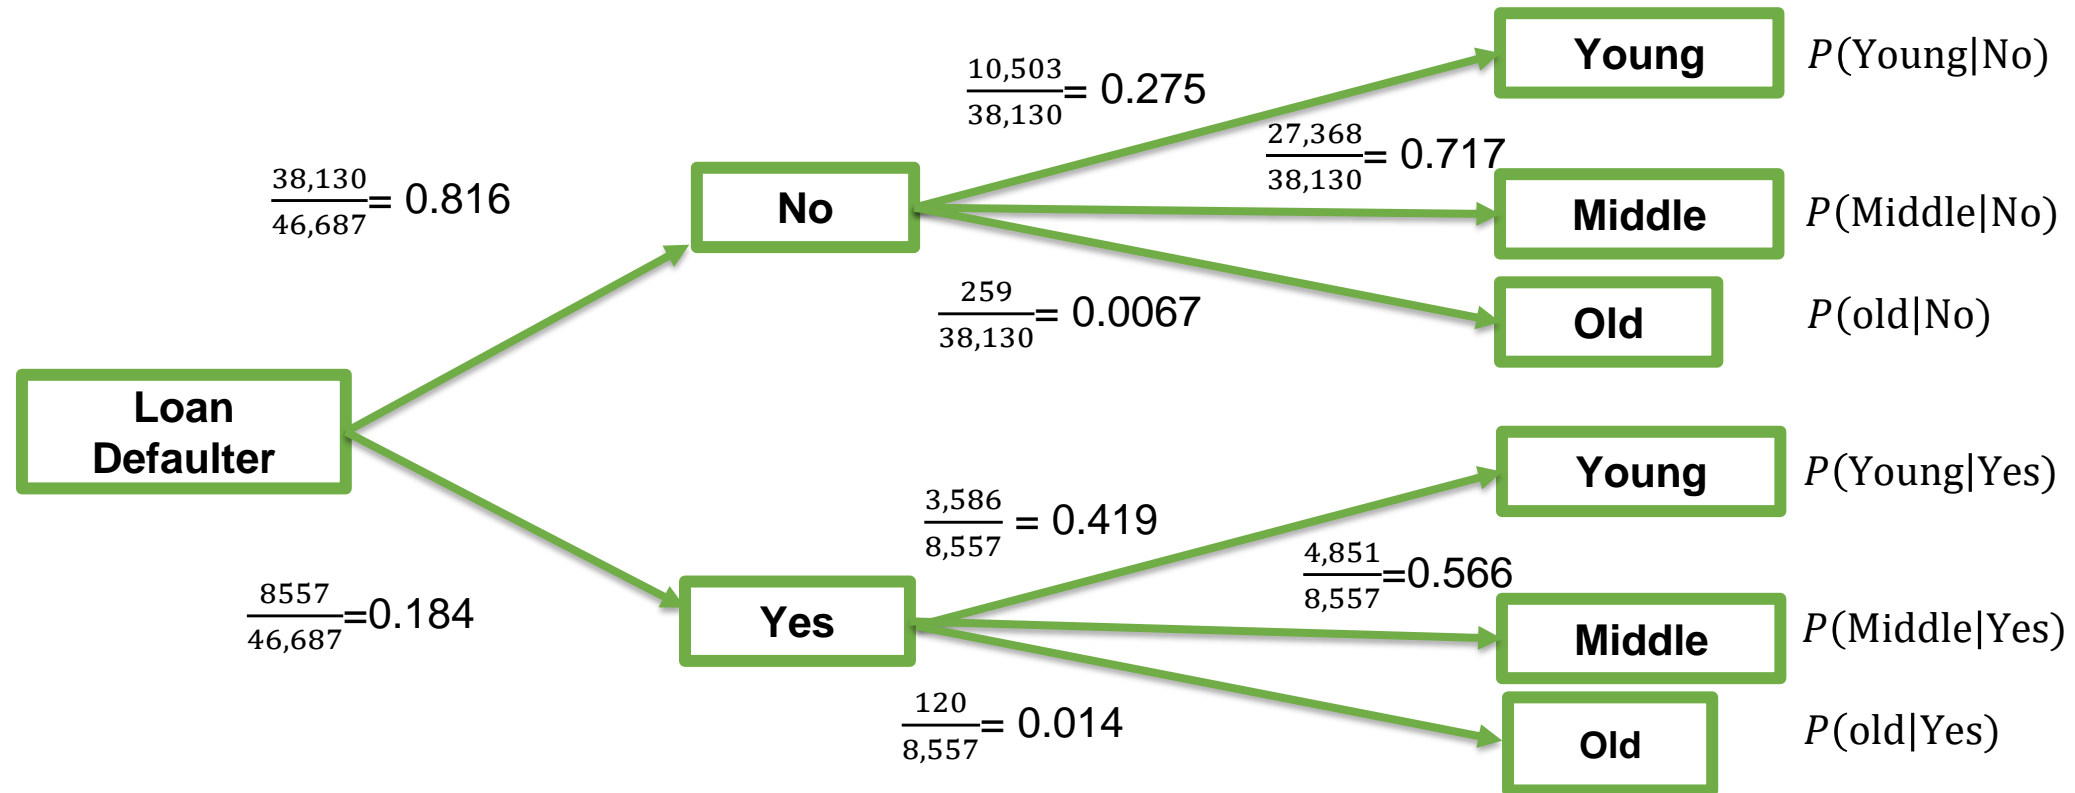 Loan
Defaulter
38,130/46,687= 0.816
8557/46,687=0.184
No
10,503/38,130= 0.275
27,368/38,130= 0.717
259/38,130= 0.0067
Young P(Young|No)
Middle P(Middle|No)
Old P(old|No)
Yes
3,586/8,557 = 0.419
4,851/8,557=0.566
120/8,557= 0.014
Young P(Young|Yes)
Middle P(Middle|Yes)
Old P(old|Yes)